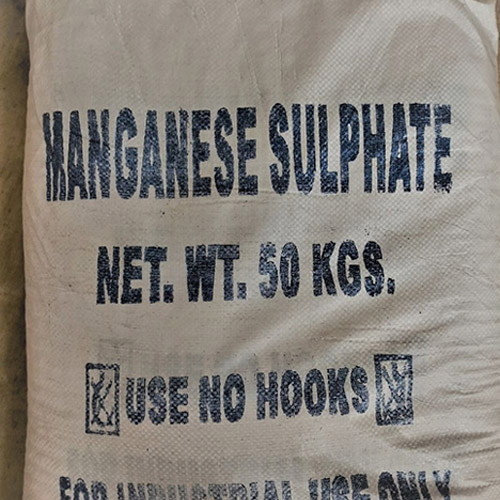 MANGANESE SULPHATE
NET. WT. 50 KGS.
USE NO HOOKS
FOR INDUSTRIAL USE ONLY